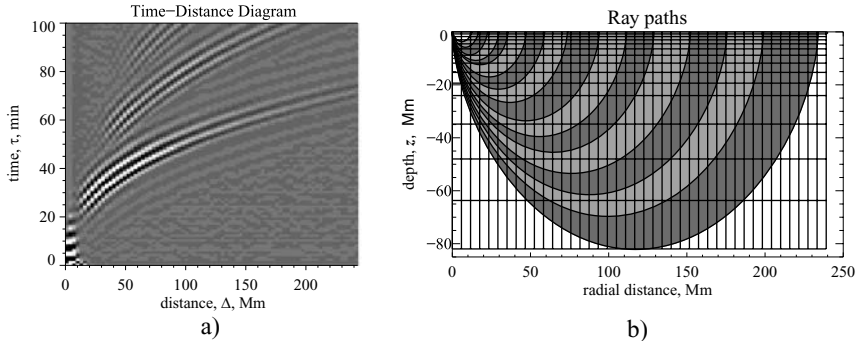 Time−Distance Diagram
100
80
60
40
20
0
time, τ, min
0 50 100 150 200
distance, Δ, Mm
a)
Ray paths
0
−20
−40
−60
−80
depth, z, Mm
0 50 100 150 200 250
radial distance, Mm
b)